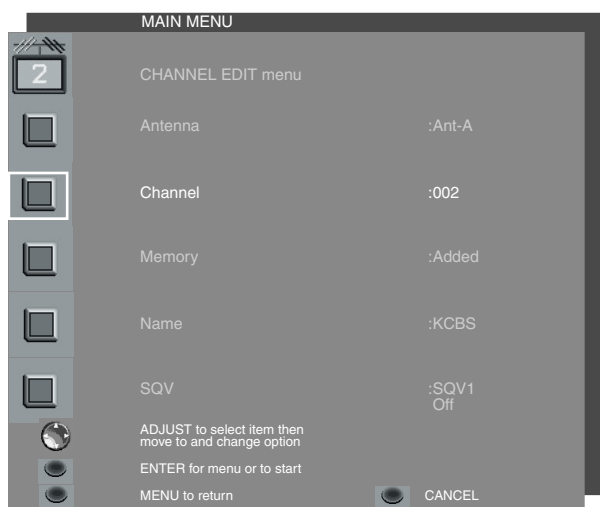 MAIN MENU
2
CHANNEL EDIT menu
Antenna :Ant-A
Channel :002
Memory :Added
Name :KCBS
SQV :SQV1
Off
ADJUST to select item then
move to and change option
ENTER for menu or to start
MENU to return CANCEL